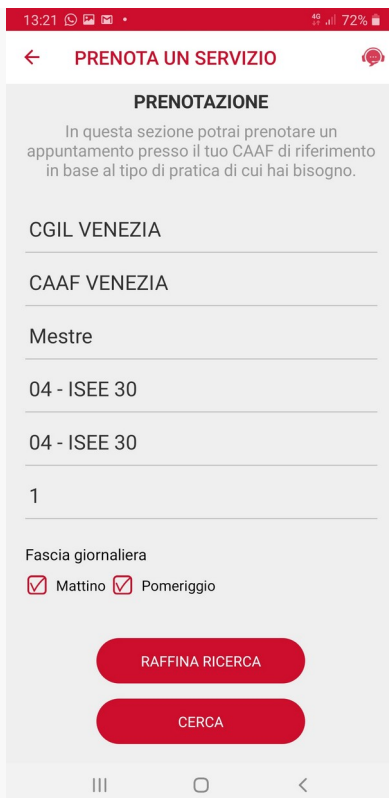 13:21 72%
PRENOTA UN SERVIZIO
PRENOTAZIONE
In questa sezione potrai prenotare un
appuntamento presso il tuo CAAF di riferimento
in base al tipo di pratica di cui hai bisogno.
CGIL VENEZIA
CAAF VENEZIA
Mestre
04 - ISEE 30
04 - ISEE 30
1
Fascia giornaliera
Mattino Pomeriggio
RAFFINA RICERCA
CERCA